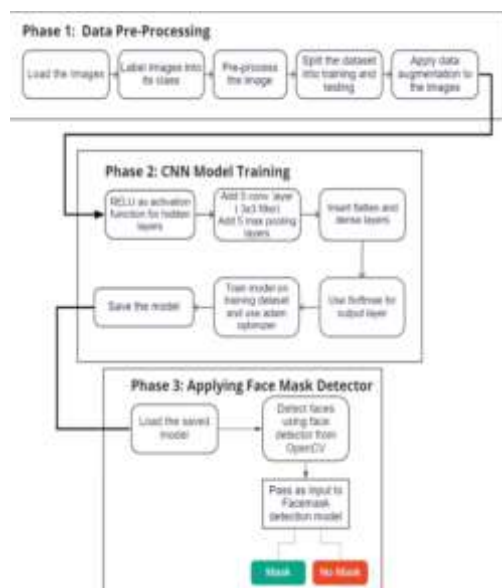 Phase 1: Data Pre-Processing
Load the Images
Label Images into
its class
Pre-process
the image
Split the dataset
into training and
testing
Apply data
augmentation to
the images
Phase 2: CNN Model Training
RELU as activation
function for hidden
layers
Add 5 conv layer
(3x3 filter)
Add 5 max pooling
layers
Insert flatten and
dense layers
Save the model
Train model on
training dataset
and use adam
optimizer
Use Softmax for
output layer
Phase 3: Applying Face Mask Detector
Load the saved
model
Detect faces
using face
detector from
OpenCV
Pass as input to
Facemask
detection model
Mask
No Mask